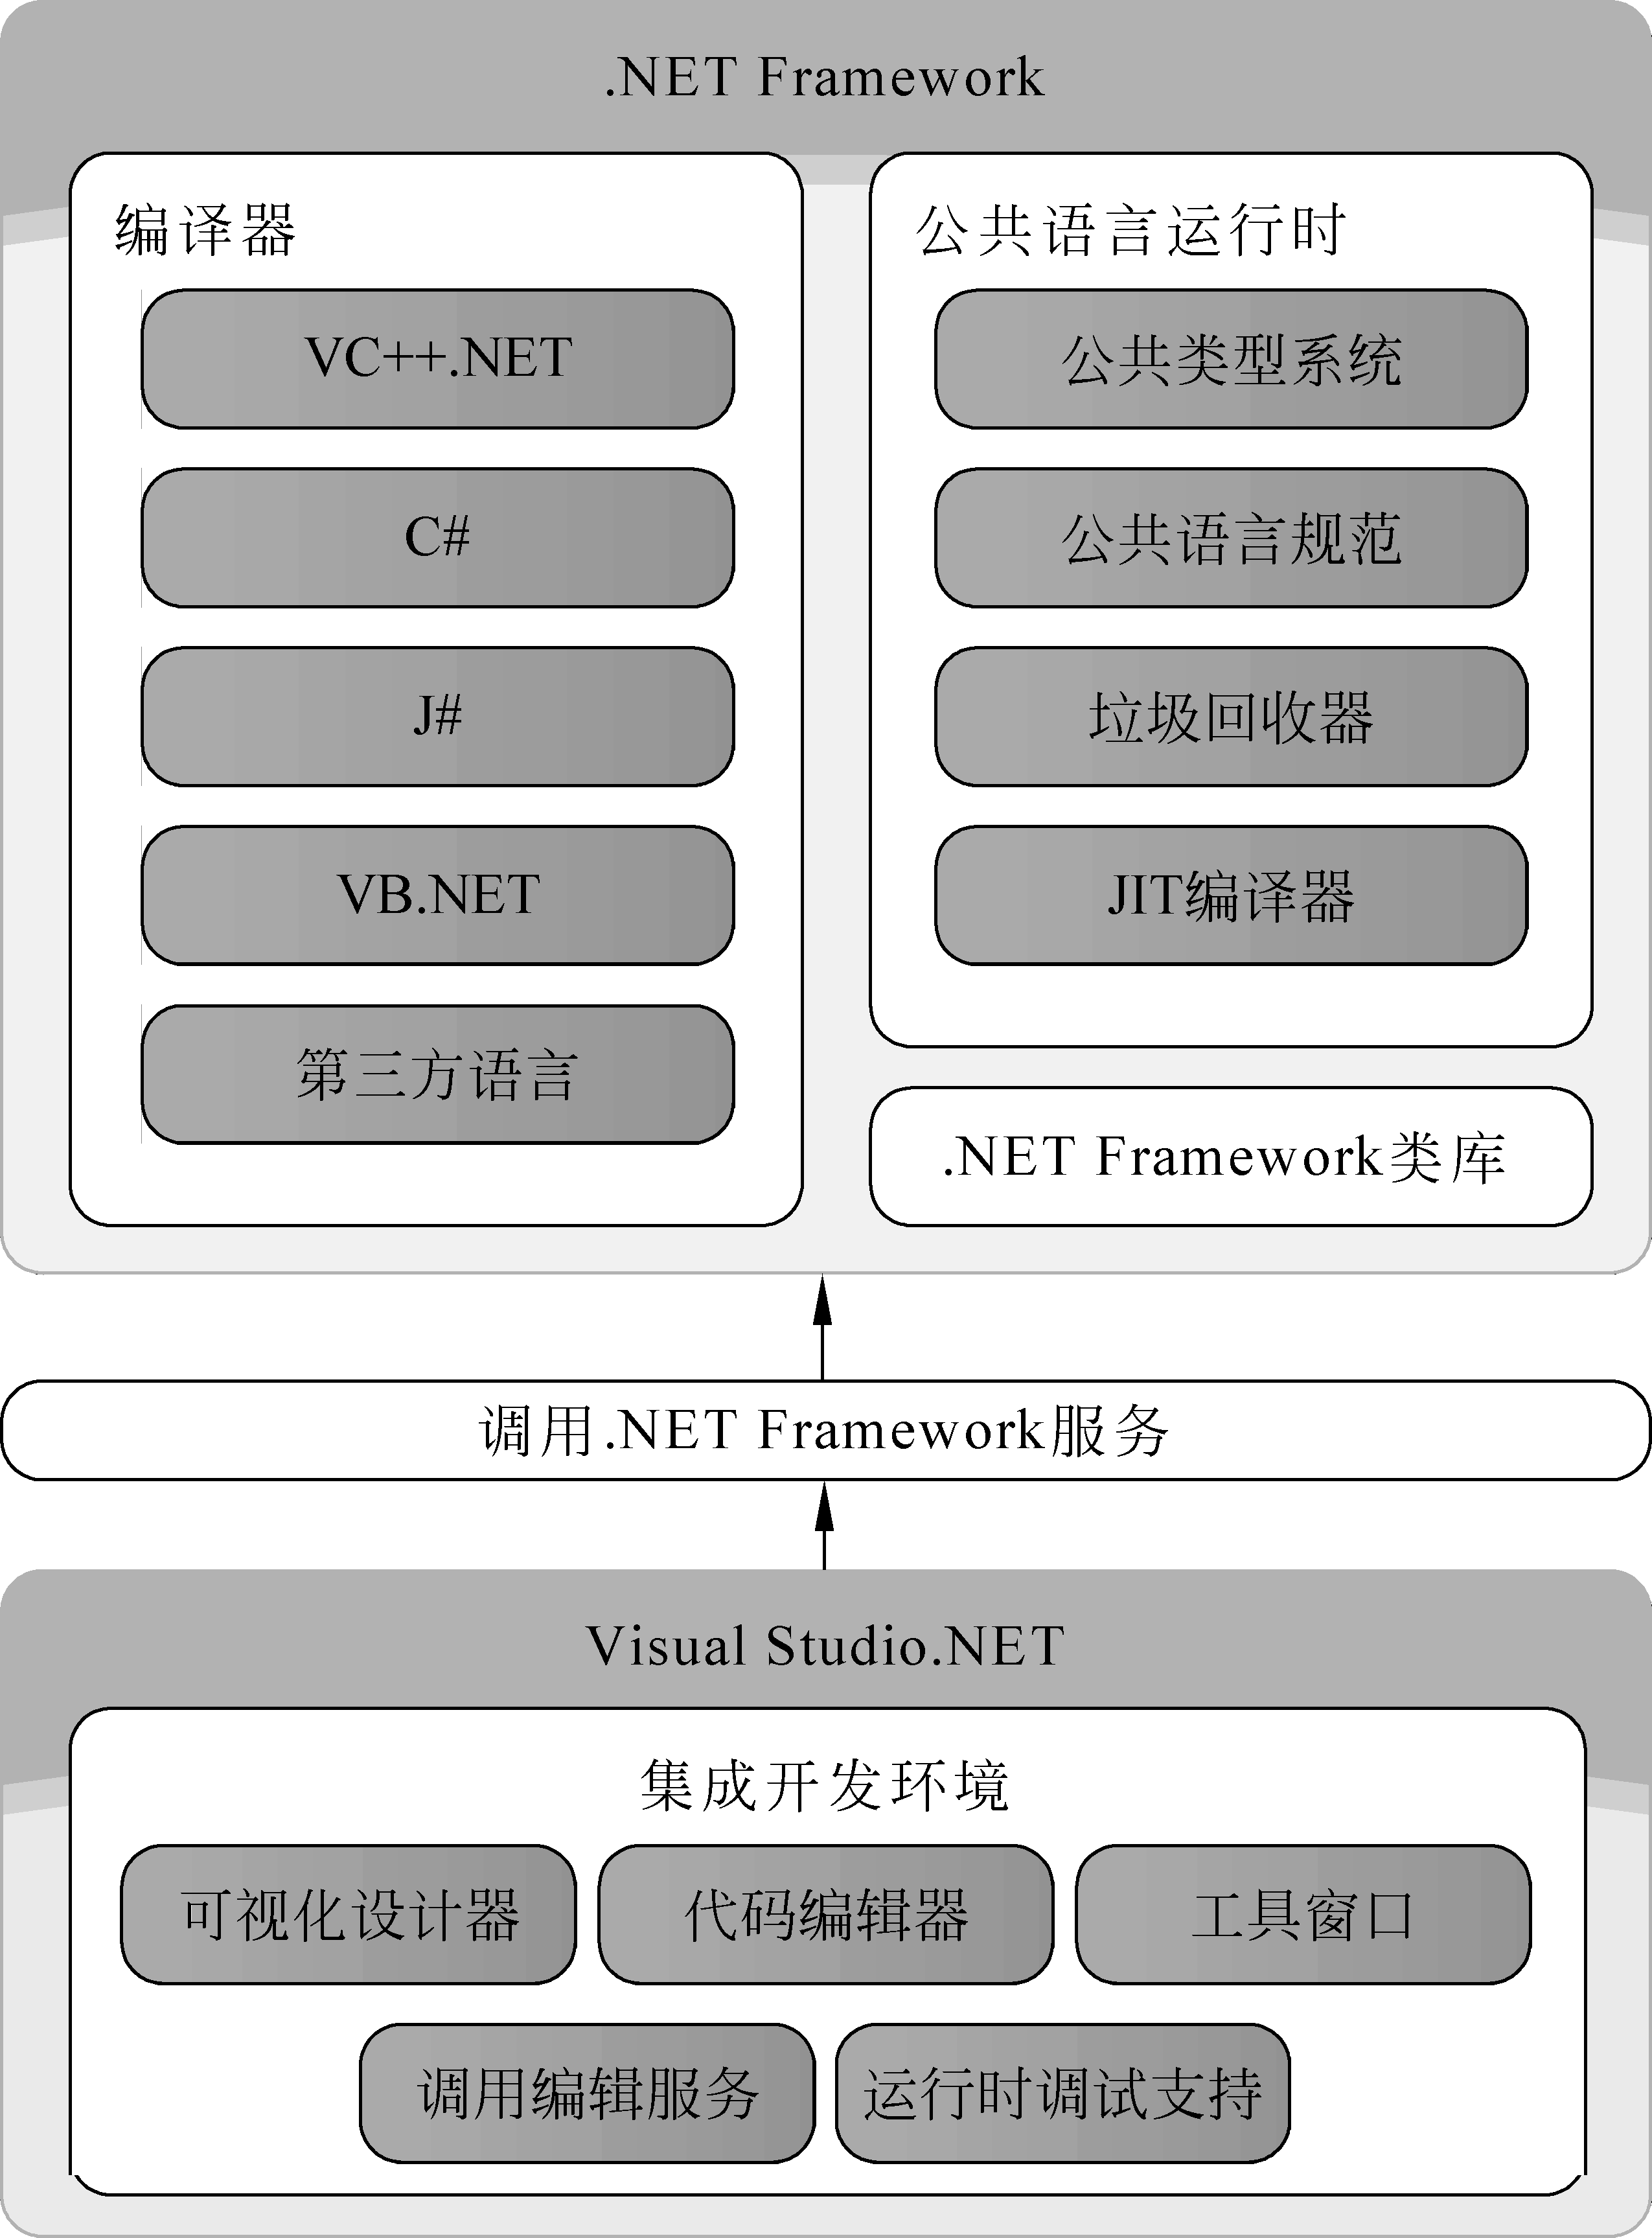 .NET Framework
编译器
VC++.NET
C#
J#
VB.NET
第三方语言
公共语言运行时
公共类型系统
公共语言规范
垃圾回收器
JIT编译器
.NET Framework类库
调用.NET Framework服务
Visual Studio.NET
集成开发环境
可视化设计器
代码编辑器
工具窗口
调用编辑服务
运行时调试支持